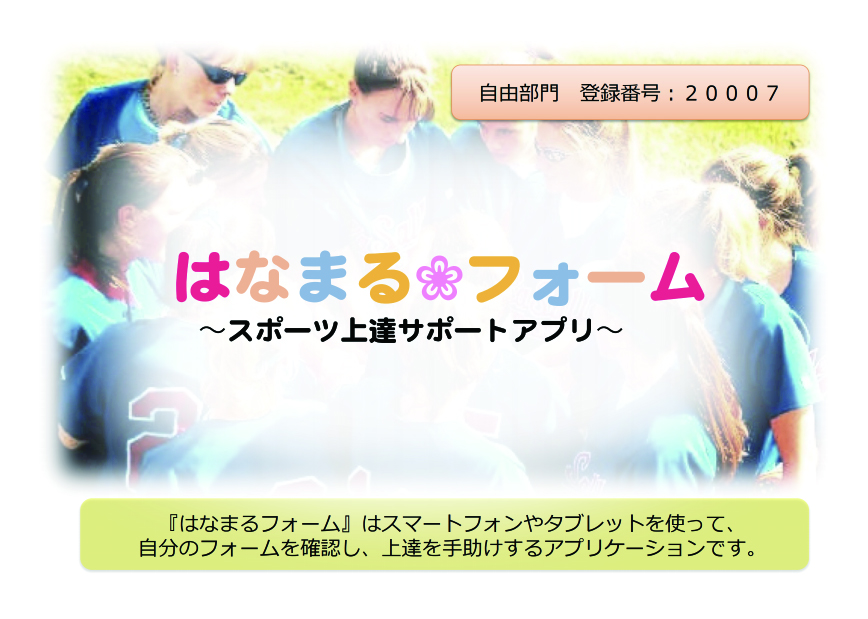 自由部門　登録番号：２０００７
はなまる❀フォーム
～スポーツ上達サポートアプリ～
『はなまるフォーム』はスマートフォンやタブレットを使って、
自分のフォームを確認し、上達を手助けするアプリケーションです。
2